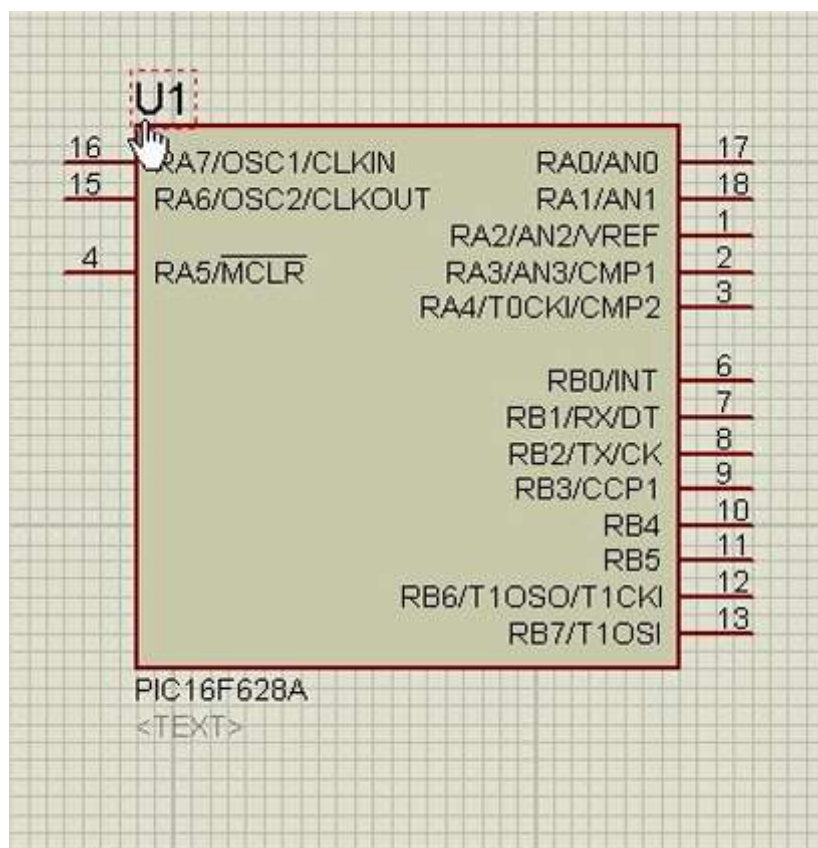 U1
16 RA7/OSC1/CLKIN RA0/AN0 17
15 RA6/OSC2/CLKOUT RA1/AN1 18
RA2/AN2/VREF 1
4 RA5/MCLR RA3/AN3/CMP1 2
RA4/T0CKI/CMP2 3
RB0/INT 6
RB1/RX/DT 7
RB2/TX/CK 8
RB3/CCP1 9
RB4 10
RB5 11
RB6/T1OSO/T1CKI 12
RB7/T1OSI 13
PIC16F628A
<TEXT>